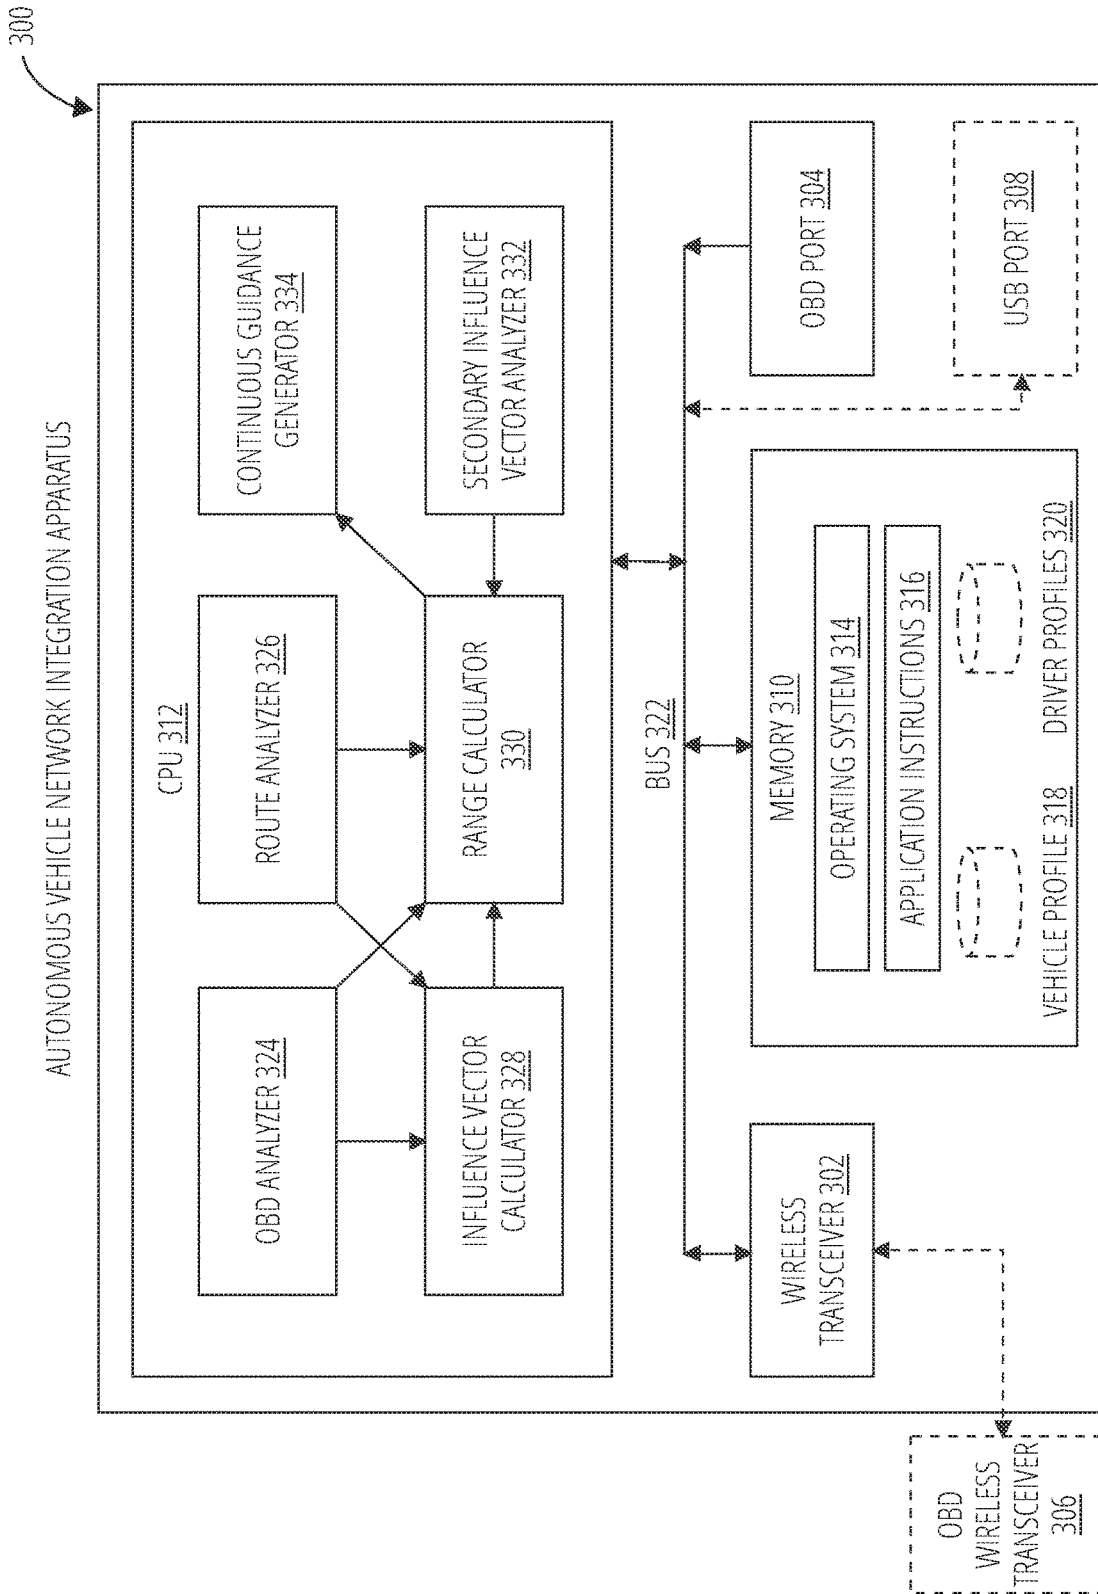 300
AUTONOMOUS VEHICLE NETWORK INTEGRATION APPARATUS
CPU 312
OBD ANALYZER 324
ROUTE ANALYZER 326
CONTINUOUS GUIDANCE
GENERATOR 334
INFLUENCE VECTOR
CALCULATOR 328
RANGE CALCULATOR
330
SECONDARY INFLUENCE
VECTOR ANALYZER 332
BUS 322
WIRELESS
TRANSCEIVER 302
MEMORY 310
OPERATING SYSTEM 314
APPLICATION INSTRUCTIONS 316
VEHICLE PROFILE 318
DRIVER PROFILES 320
OBD PORT 304
USB PORT 308
OBD
WIRELESS
TRANSCEIVER
306